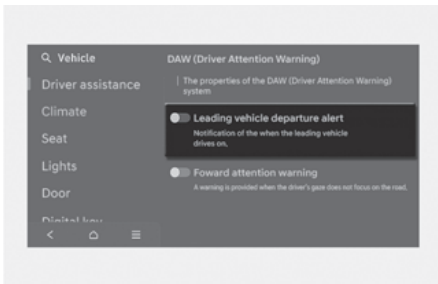 Vehicle
DAW (Driver Attention Warning)
Driver assistance
The properties of the DAW (Driver Attention Warning)
system
Climate
Leading vehicle departure alert
Notification of the when the leading vehicle
drives on,
Seat
Lights
Foward attention warning
A warning is provided when the driver's gaze does not focus on the road.
Door
Digital key